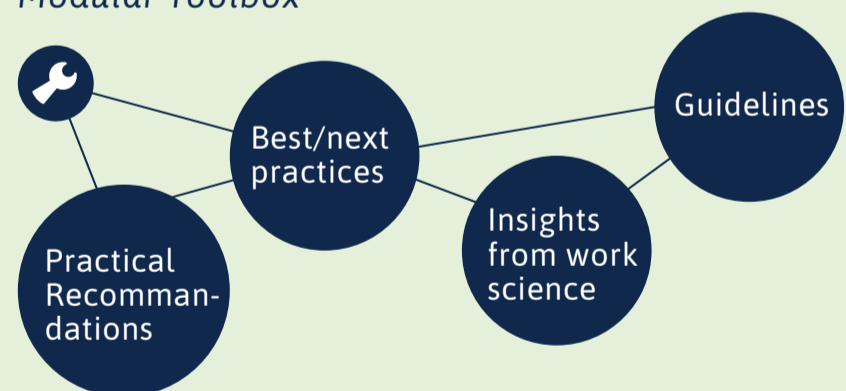 Modular Toolbox
Best/next
practices
Guidelines
Insights
from work
science
Practical
Recomman-
dations